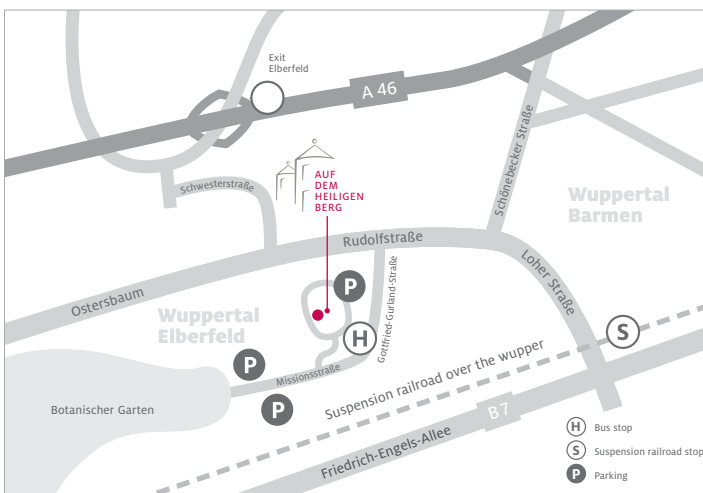 Exit
Elberfeld
A 46
Schönebecker Straße
AUF
DEM
HEILIGEN
BERG
Schwesterstraße
Wuppertal
Barmen
Rudolfstraße
Loher Straße
Ostersbaum
Gottfried-Gurland-Straße
P
Wuppertal
Elberfeld
H
S
P
Missionsstraße
Suspension railroad over the wupper
Botanischer Garten
P
B 7
Friedrich-Engels-Allee
H Bus stop
S Suspension railroad stop
P Parking